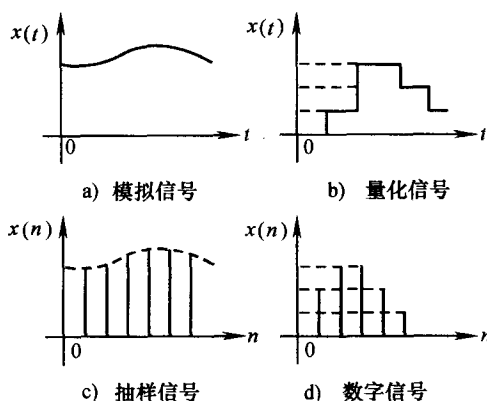 x(t)
0
t
a) 模拟信号
x(t)
0
t
b) 量化信号
x(n)
0
n
c) 抽样信号
x(n)
0
n
d) 数字信号